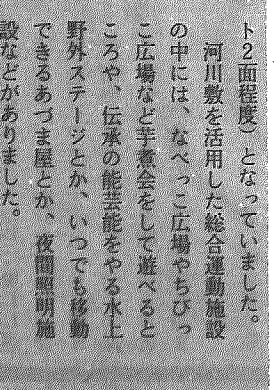 ト2面程度）となっていました。
河川敷を活用した総合運動施設
の中には、なべっこ広場やちびっ
こ広場など芋煮会をして遊べると
ころや、伝承の能芸能をやる水上
野外ステージとか、いつでも移動
できるあづま屋とか、夜間照明施
設などがありました。